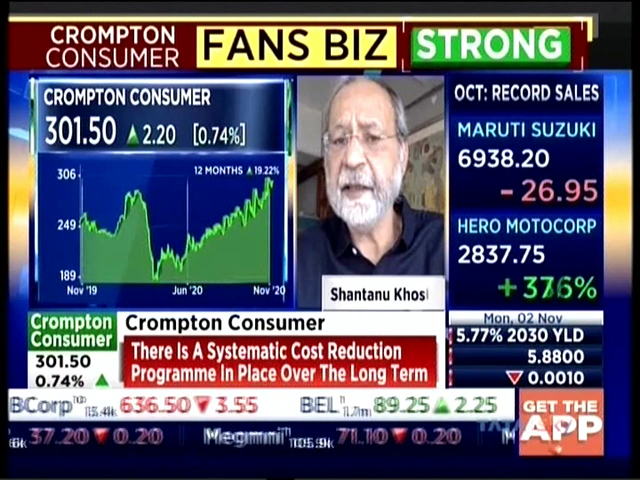 CROMPTON
CONSUMER
FANS BIZ
STRONG
CROMPTON CONSUMER
301.50 ▲ 2.20 [0.74%]
12 MONTHS ▲ 19.22%
306
249
189
Nov '19
Jun '20
Nov '20
Shantanu Khos
OCT: RECORD SALES
MARUTI SUZUKI
6938.20
- 26.95
HERO MOTOCORP
2837.75
Mon, 02 Nov
5.77% 2030 YLD
5.8800
▽ 0.0010
Crompton
Consumer
301.50
0.74% ▲
Crompton Consumer
There Is A Systematic Cost Reduction
Programme In Place Over The Long Term
BCorp 636.50 ▼ 3.55 BEL 89.25 ▲ 2.25
37.20 ▼ 0.20 71.10 ▼ 0.20
GET THE
APP